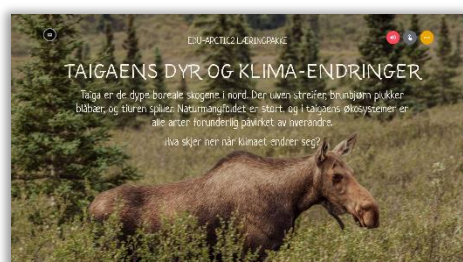 EDU-ARCTIC2 LÆRINGPAKKE
TAIGAENS DYR OG KLIMA-ENDRINGER
Taiga er de dype boreale skogene i nord. Der ulven streifer, brunbjørn plukker
blåbær, og tiuren spiller. Naturmangfoldet er stort, og i taigaens økosystemer er
alle arter forunderlig påvirket av hverandre.
Hva skjer her når klimaet endrer seg?